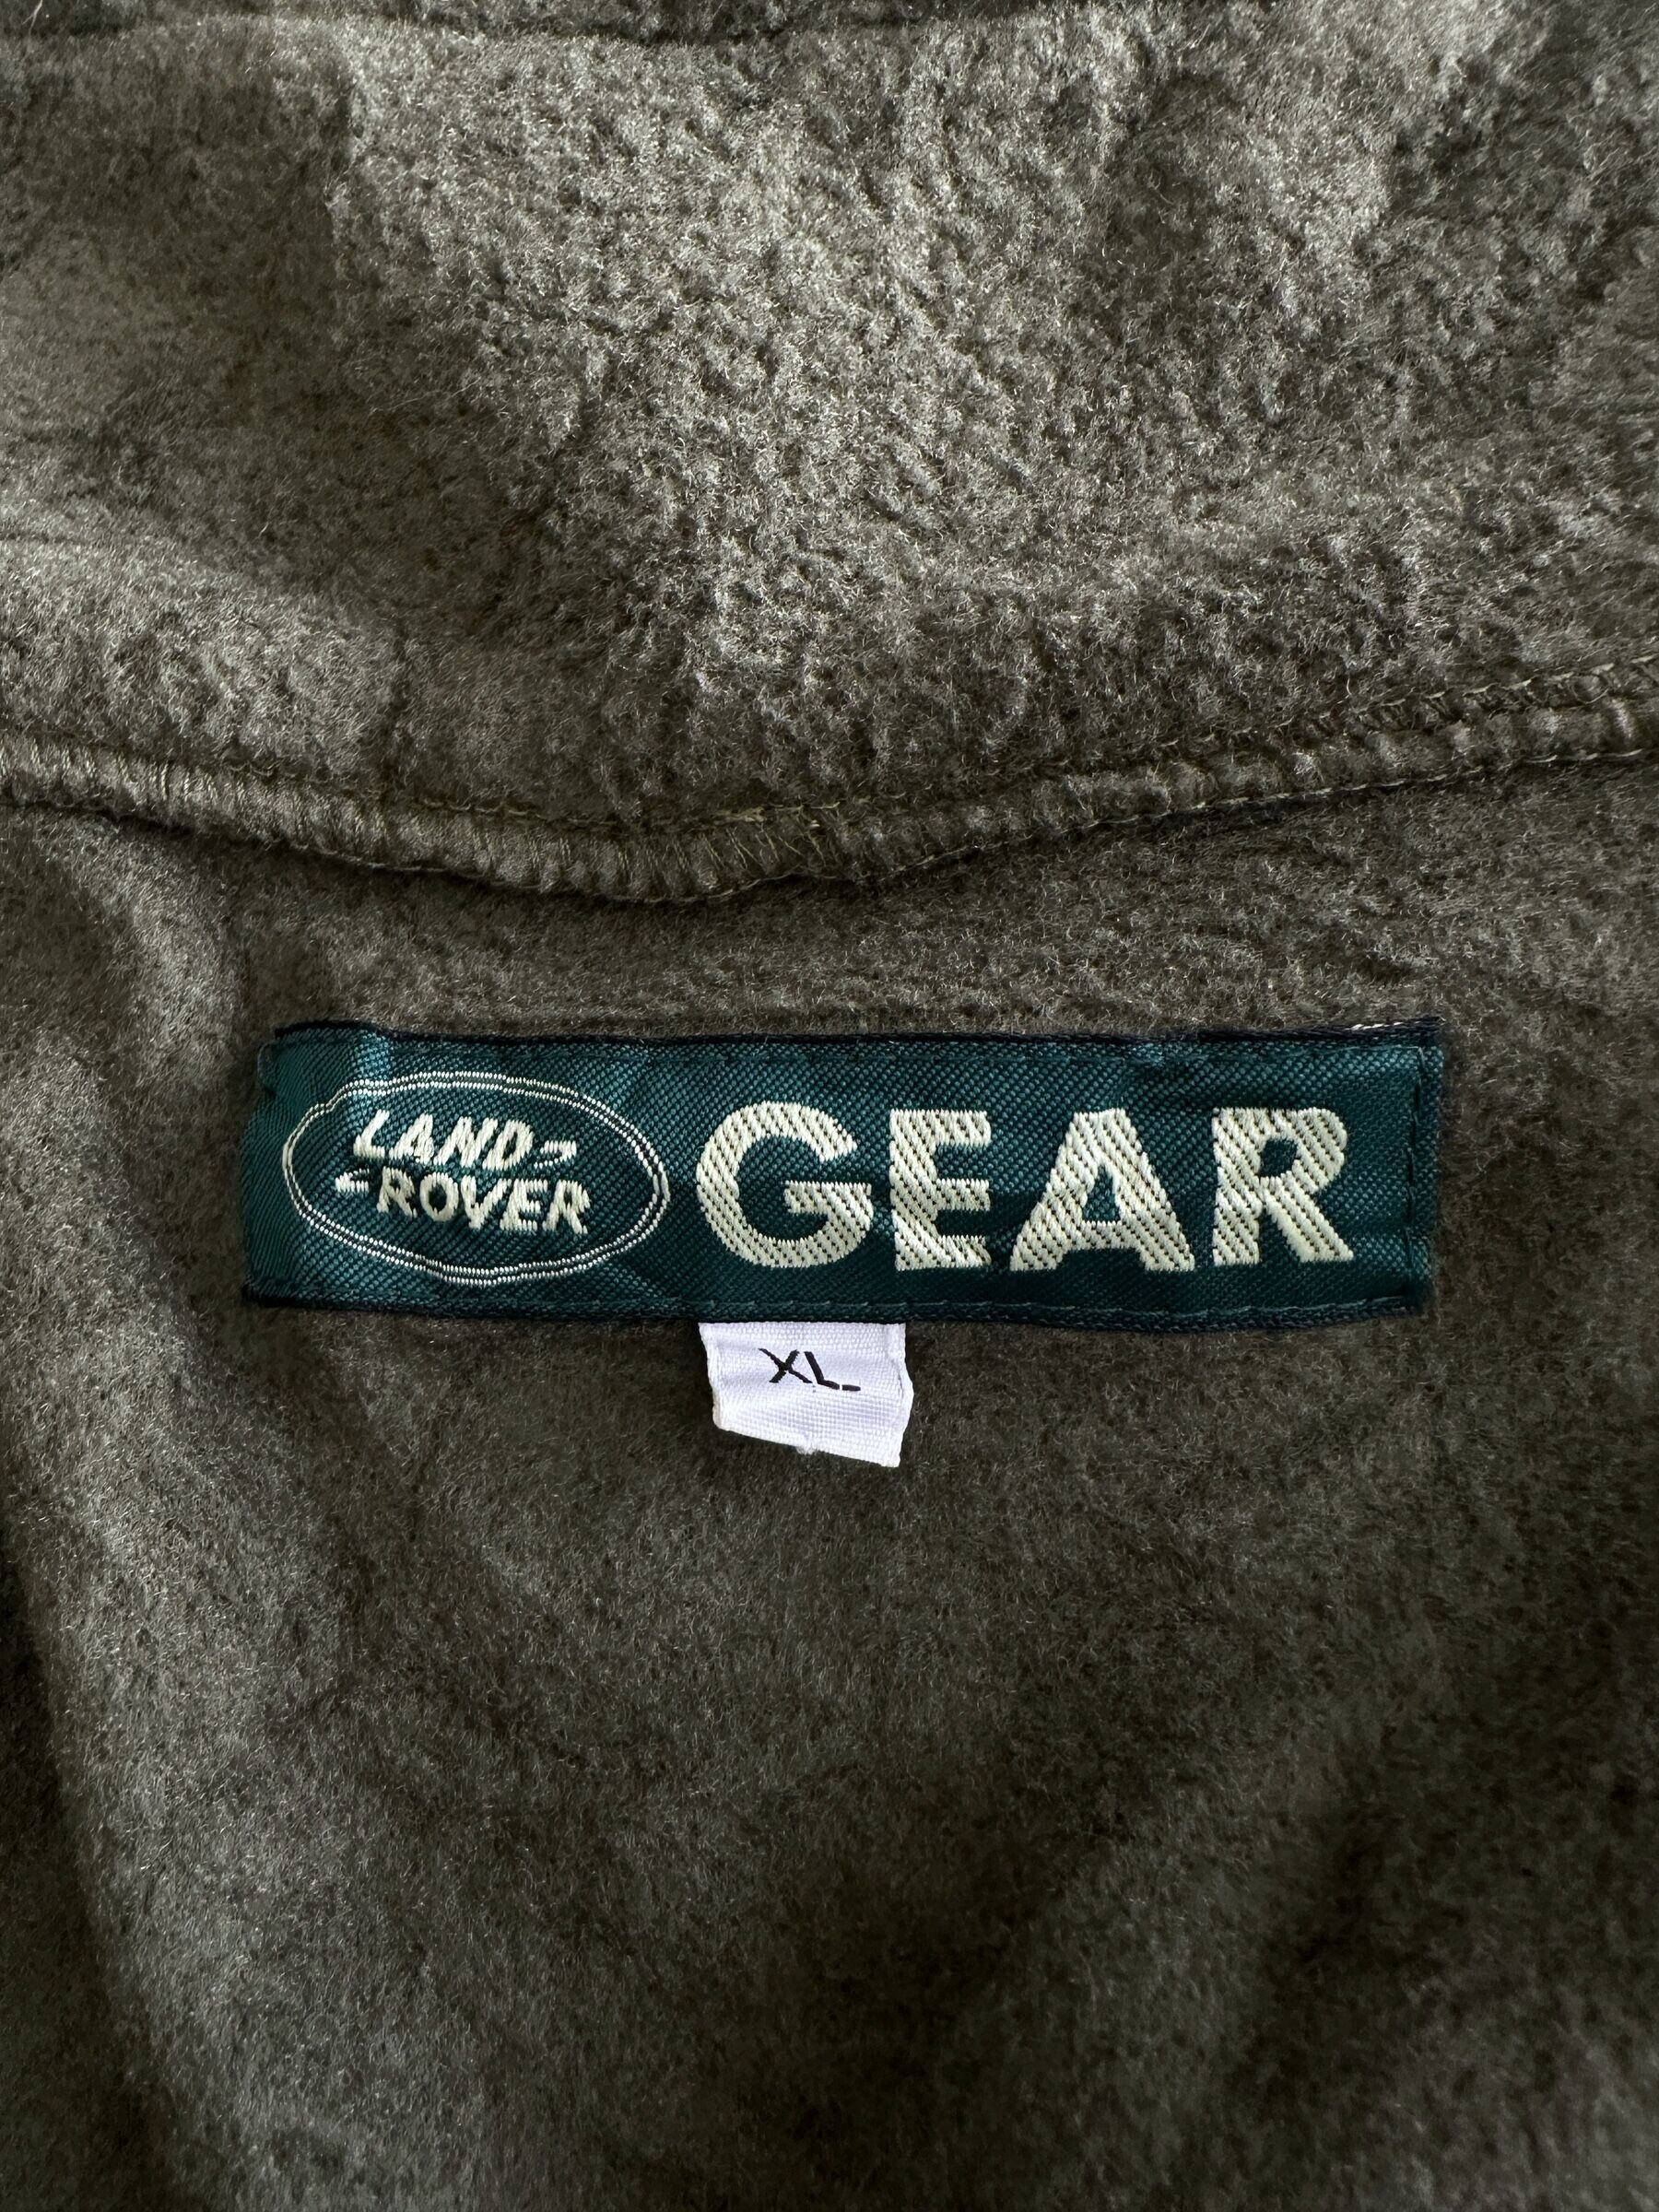 LAND
ROVER
GEAR
XL